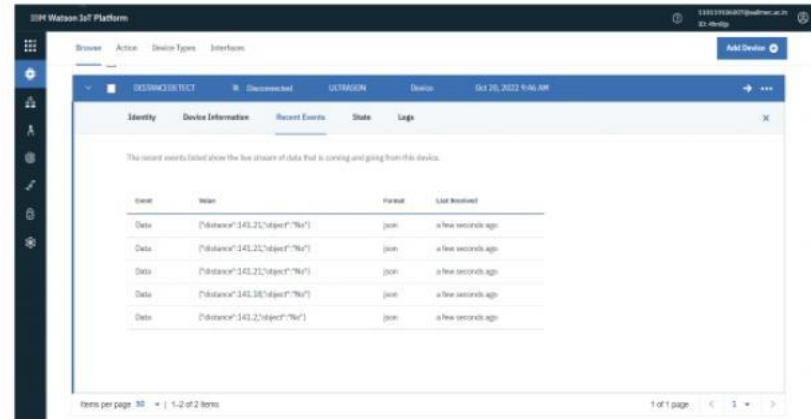 IBM Watson IoT Platform
Browse Action Device Types Interfaces
Add Device
DISTANCEDETECT Disconnected ULTRASON Device Oct 20, 2022 9:46 AM
Identity Device Information Recent Events State Logs
The recent events listed show the live stream of data that is coming and going from this device.
Event Value Format Last Received
Data {"distance":141.21,"object":"No"} json a few seconds ago
Data {"distance":141.21,"object":"No"} json a few seconds ago
Data {"distance":141.21,"object":"No"} json a few seconds ago
Data {"distance":141.18,"object":"No"} json a few seconds ago
Data {"distance":141.2,"object":"No"} json a few seconds ago
Items per page 50 | 1–2 of 2 items 1 of 1 page 1